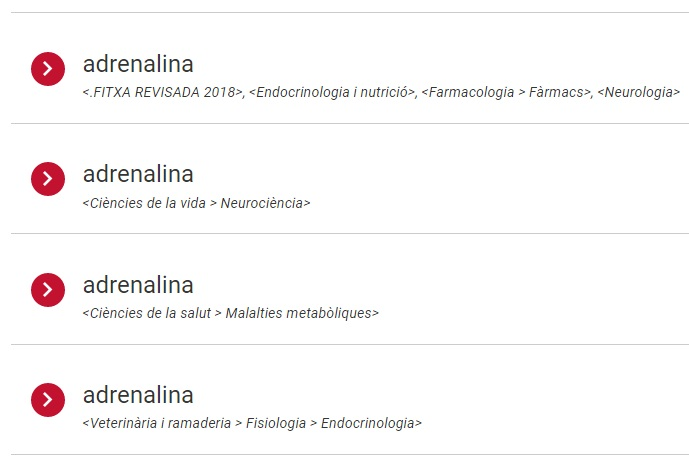 adrenalina
<.FITXA REVISADA 2018>, <Endocrinologia i nutrició>, <Farmacologia > Fàrmacs>, <Neurologia>
adrenalina
<Ciències de la vida > Neurociència>
adrenalina
<Ciències de la salut > Malalties metabòliques>
adrenalina
<Veterinària i ramaderia > Fisiologia > Endocrinologia>